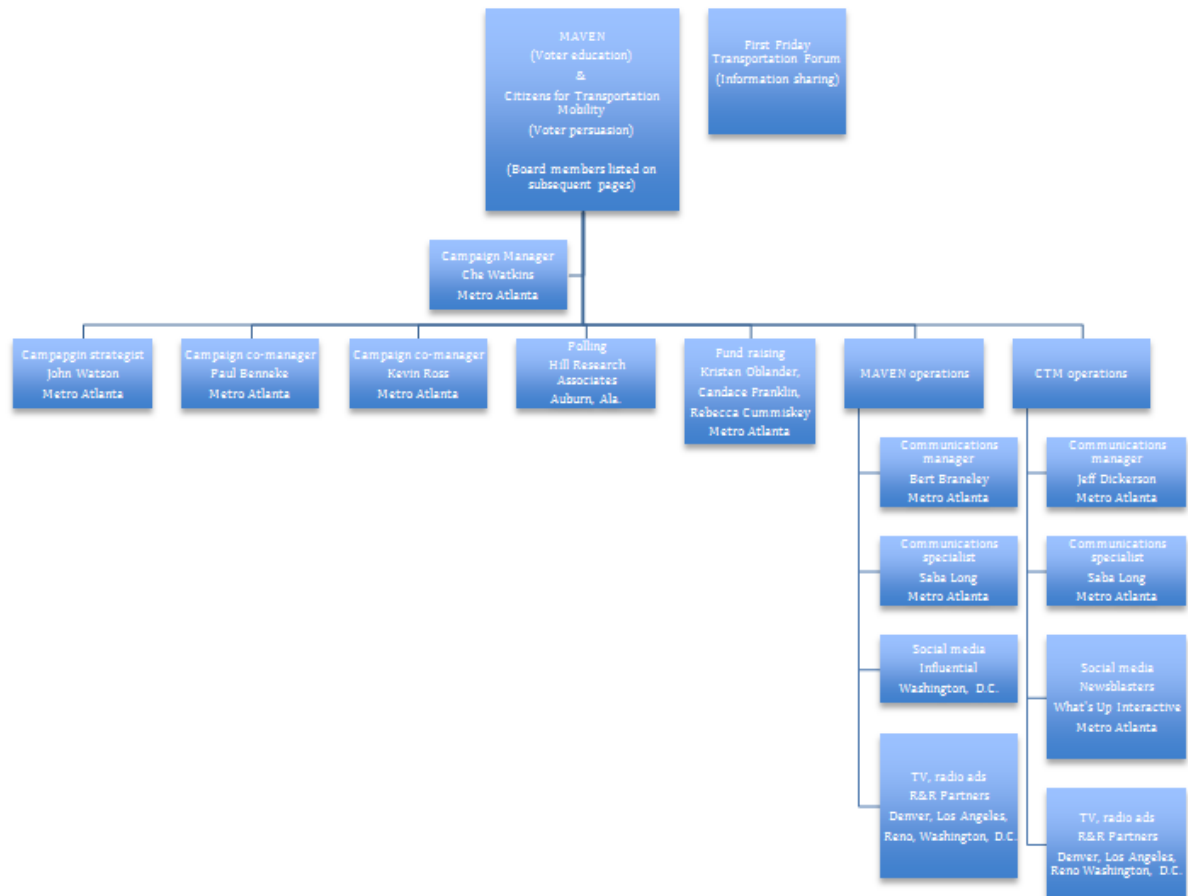 MAVEN
(Voter education)
&
Citizens for Transportation
Mobility
(Voter persuasion)
(Board members listed on
subsequent pages)
First Friday
Transportation Forum
(Information sharing)
Campaign Manager
Che Watkins
Metro Atlanta
Campapgin strategist
John Watson
Metro Atlanta
Campaign co-manager
Paul Benneke
Metro Atlanta
Campaign co-manager
Kevin Ross
Metro Atlanta
Polling
Hill Research
Associates
Auburn, Ala.
Fund raising
Kristen Oblander,
Candace Franklin,
Rebecca Cummiskey
Metro Atlanta
MAVEN operations
Communications
manager
Bert Braneley
Metro Atlanta
Communications
specialist
Saba Long
Metro Atlanta
Social media
Influential
Washington, D.C.
TV, radio ads
R&R Partners
Denver, Los Angeles,
Reno, Washington, D.C.
CTM operations
Communications
manager
Jeff Dickerson
Metro Atlanta
Communications
specialist
Saba Long
Metro Atlanta
Social media
Newsblasters
What's Up Interactive
Metro Atlanta
TV, radio ads
R&R Partners
Denver, Los Angeles,
Reno Washington, D.C.